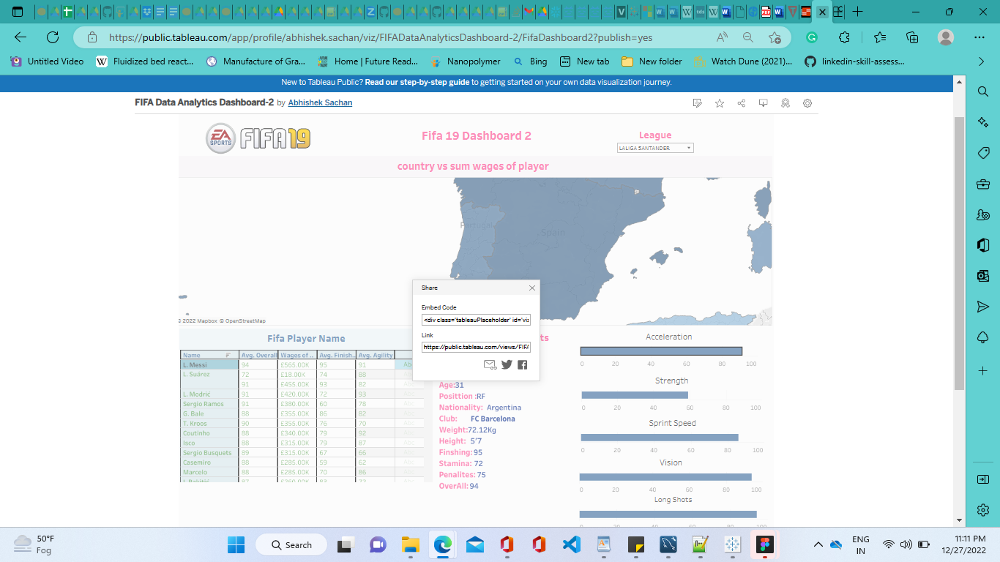 https://public.tableau.com/app/profile/abhishek.sachan/viz/FIFADataAnalyticsDashboard-2/FifaDashboard2?publish=yes
Untitled Video
Fluidized bed react...
Manufacture of Gra...
Home | Future Read...
Nanopolymer
Bing
New tab
New folder
Watch Dune (2021)...
linkedin-skill-assess...
New to Tableau Public? Read our step-by-step guide to getting started on your own data visualization journey.
FIFA Data Analytics Dashboard-2 by Abhishek Sachan
EA SPORTS FIFA 19
Fifa 19 Dashboard 2
League
LALIGA SANTANDER
country vs sum wages of player
Portugal
Spain
© 2022 Mapbox © OpenStreetMap
Share
Embed Code
<div class='tableauPlaceholder' id='viz
Link
https://public.tableau.com/views/FIFA
Fifa Player Name
Name Avg. Overall Wages of .. Avg. Finish.. Avg. Agility
L. Messi 94 £565.00K 95 91 Abc
L. Suárez 72 £18.00K 74 88
91 £455.00K 93 82 Abc
L. Modrić 91 £420.00K 72 93 Abc
Sergio Ramos 91 £380.00K 60 78 Abc
G. Bale 88 £355.00K 86 82 Abc
T. Kroos 90 £355.00K 76 70 Abc
Coutinho 88 £340.00K 79 92 Abc
Isco 88 £315.00K 79 87 Abc
Sergio Busquets 89 £315.00K 67 66 Abc
Casemiro 88 £285.00K 59 62 Abc
Marcelo 88 £285.00K 70 86 Abc
Age:31
Posittion :RF
Nationality: Argentina
Club: FC Barcelona
Weight:72.12Kg
Height: 5'7
Finshing: 95
Stamina: 72
Penalites: 75
OverAll: 94
Acceleration
0 20 40 60 80 100
Strength
0 20 40 60 80 100
Sprint Speed
0 20 40 60 80 100
Vision
0 20 40 60 80 100
Long Shots
0 20 40 60 80 100
50°F
Fog
Search
ENG
IN
11:11 PM
12/27/2022